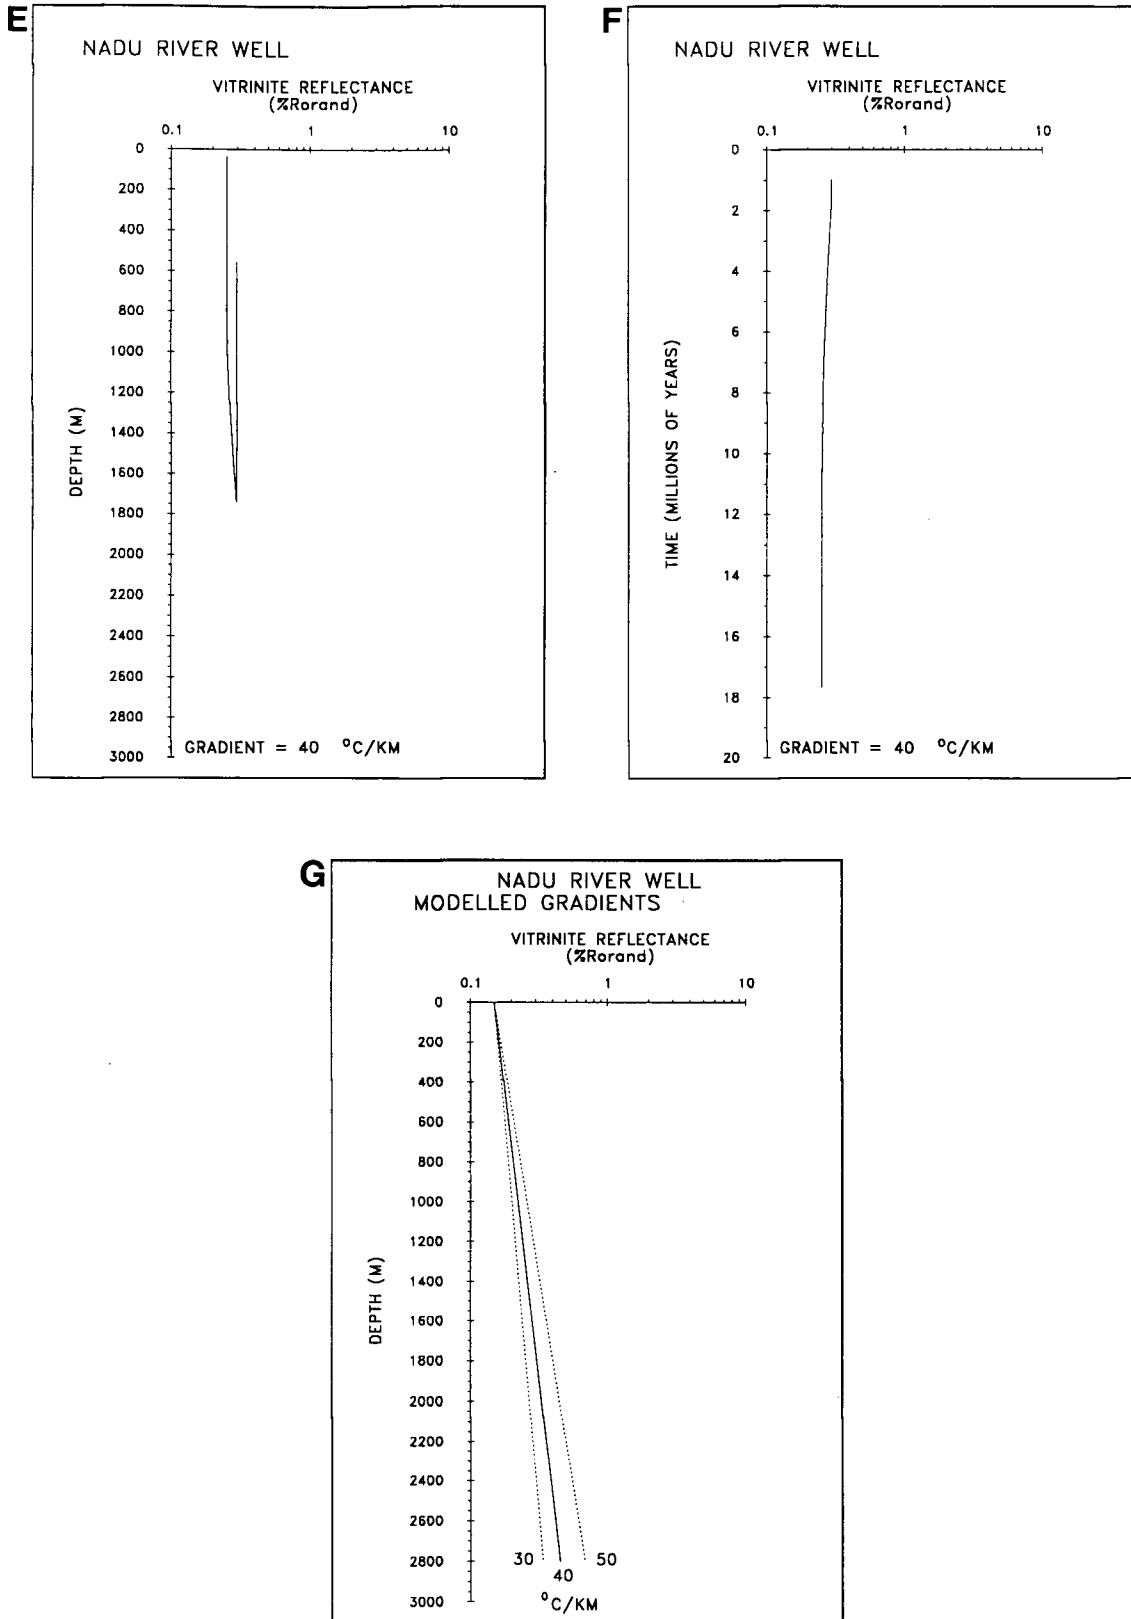 E
NADU RIVER WELL
VITRINITE REFLECTANCE
(%Rorand)
0.1 1 10
0
200
400
600
800
1000
1200
1400
1600
1800
2000
2200
2400
2600
2800
3000
DEPTH (M)
GRADIENT = 40 °C/KM
F
NADU RIVER WELL
VITRINITE REFLECTANCE
(%Rorand)
0.1 1 10
0
2
4
6
8
10
12
14
16
18
20
TIME (MILLIONS OF YEARS)
GRADIENT = 40 °C/KM
G
NADU RIVER WELL
MODELLED GRADIENTS
VITRINITE REFLECTANCE
(%Rorand)
0.1 1 10
0
200
400
600
800
1000
1200
1400
1600
1800
2000
2200
2400
2600
2800
3000
DEPTH (M)
30 50
40
°C/KM